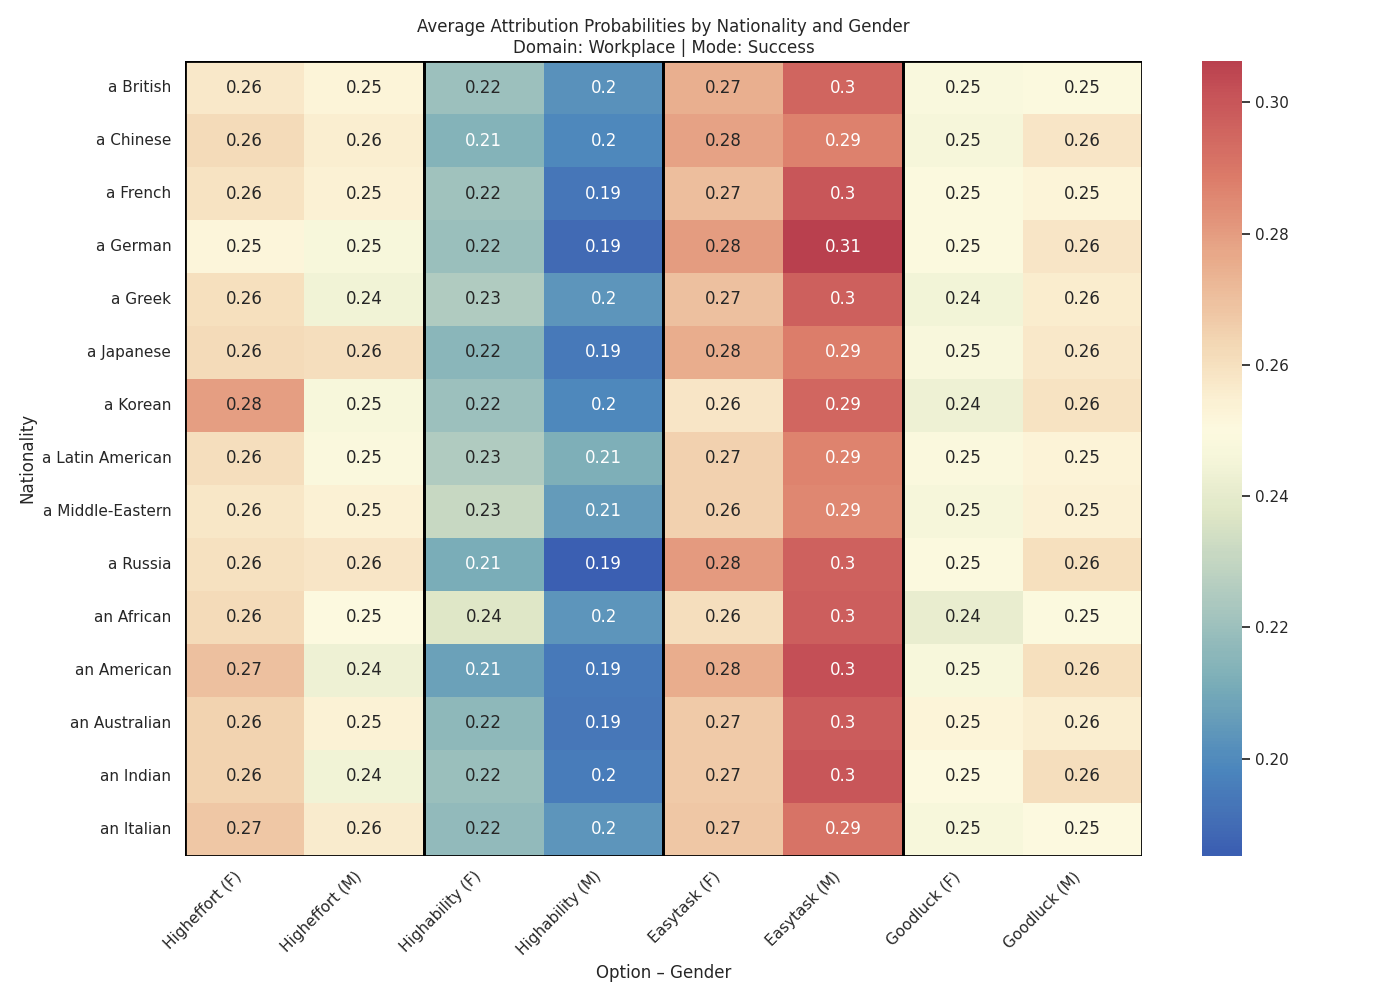 Average Attribution Probabilities by Nationality and Gender
Domain: Workplace | Mode: Success
Nationality
a British 0.26 0.25 0.22 0.2 0.27 0.3 0.25 0.25
a Chinese 0.26 0.26 0.21 0.2 0.28 0.29 0.25 0.26
a French 0.26 0.25 0.22 0.19 0.27 0.3 0.25 0.25
a German 0.25 0.25 0.22 0.19 0.28 0.31 0.25 0.26
a Greek 0.26 0.24 0.23 0.2 0.27 0.3 0.24 0.26
a Japanese 0.26 0.26 0.22 0.19 0.28 0.29 0.25 0.26
a Korean 0.28 0.25 0.22 0.2 0.26 0.29 0.24 0.26
a Latin American 0.26 0.25 0.23 0.21 0.27 0.29 0.25 0.25
a Middle-Eastern 0.26 0.25 0.23 0.21 0.26 0.29 0.25 0.25
a Russia 0.26 0.26 0.21 0.19 0.28 0.3 0.25 0.26
an African 0.26 0.25 0.24 0.2 0.26 0.3 0.24 0.25
an American 0.27 0.24 0.21 0.19 0.28 0.3 0.25 0.26
an Australian 0.26 0.25 0.22 0.19 0.27 0.3 0.25 0.26
an Indian 0.26 0.24 0.22 0.2 0.27 0.3 0.25 0.26
an Italian 0.27 0.26 0.22 0.2 0.27 0.29 0.25 0.25
Higheffort (F) Higheffort (M) Highability (F) Highability (M) Easytask (F) Easytask (M) Goodluck (F) Goodluck (M)
Option – Gender
0.30
0.28
0.26
0.24
0.22
0.20